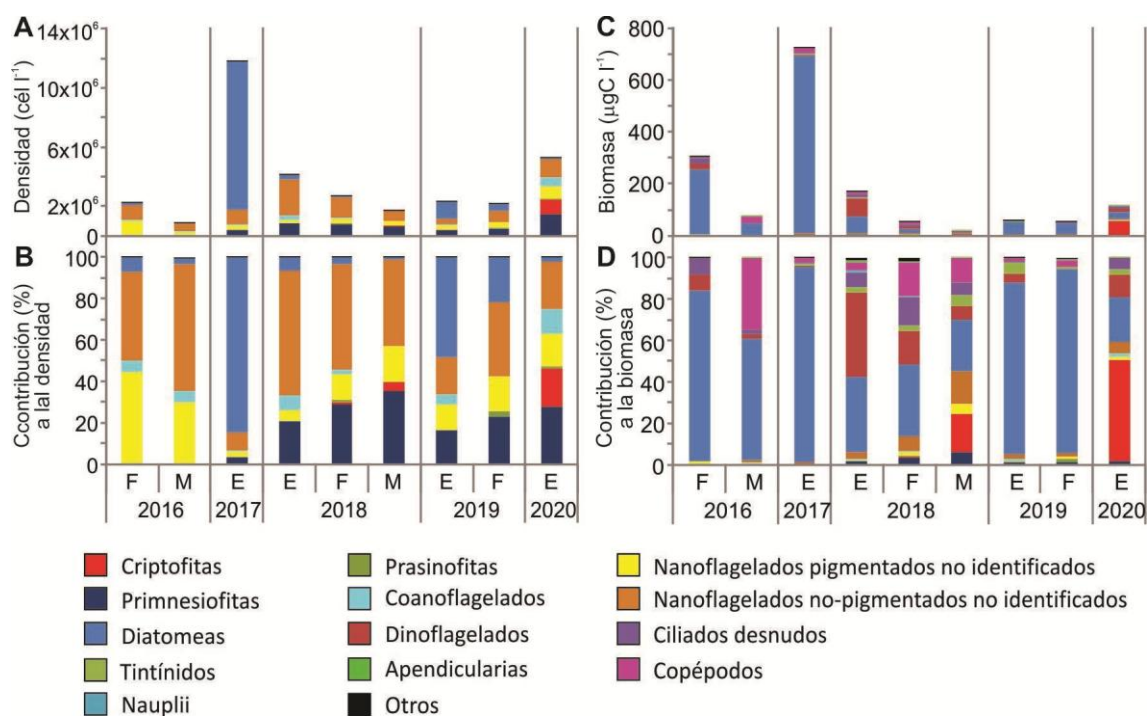 A
Densidad (cél l⁻¹)
14x10⁶
10x10⁶
6x10⁶
2x10⁶
0
B
Ccontribución (%)
a lal densidad
100
80
60
40
20
0
F M E E F M E F E
2016 2017 2018 2019 2020
C
Biomasa (µgC l⁻¹)
800
600
400
200
0
D
Contribución (%)
a la biomasa
100
80
60
40
20
0
F M E E F M E F E
2016 2017 2018 2019 2020
Criptofitas
Primnesiofitas
Diatomeas
Tintínidos
Nauplii
Prasinofitas
Coanoflagelados
Dinoflagelados
Apendicularias
Otros
Nanoflagelados pigmentados no identificados
Nanoflagelados no-pigmentados no identificados
Ciliados desnudos
Copépodos